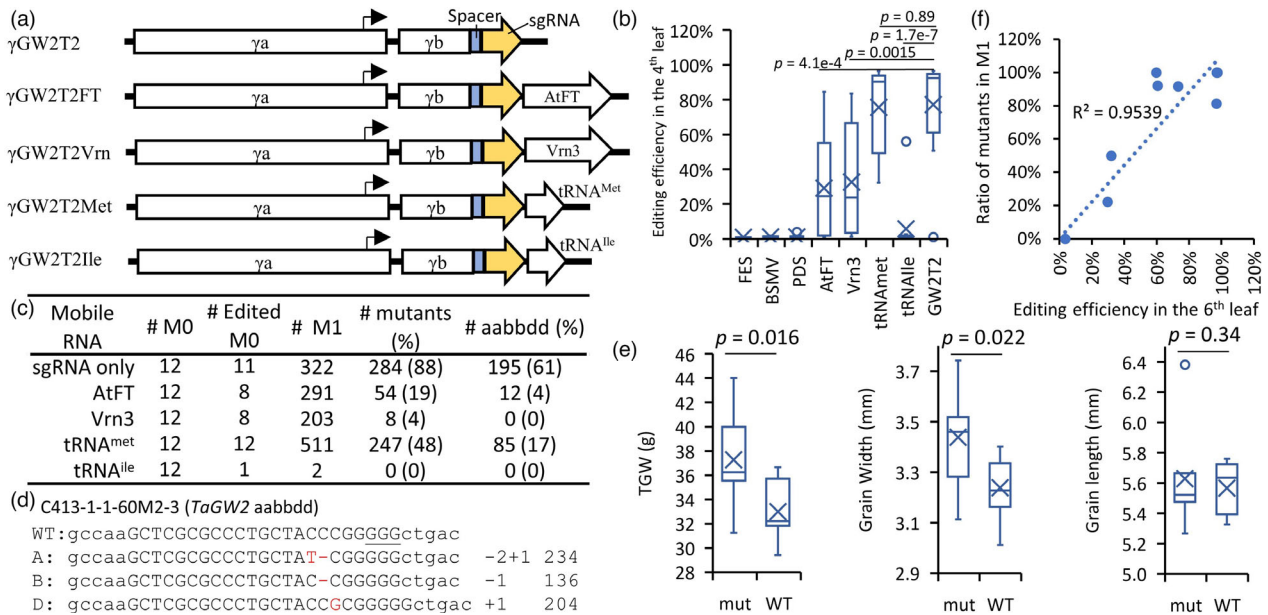 (a)
γGW2T2
γa
γb
Spacer
sgRNA
γGW2T2FT
γa
γb
AtFT
γGW2T2Vrn
γa
γb
Vrn3
γGW2T2Met
γa
γb
tRNAMet
γGW2T2Ile
γa
γb
tRNAIle
(b)
Editing efficiency in the 4th leaf
120%
100%
80%
60%
40%
20%
0%
p = 0.89
p = 1.7e-7
p = 0.0015
p = 4.1e-4
FES
BSMV
PDS
AtFT
Vrn3
tRNAmet
tRNAIle
GW2T2
(f)
Ratio of mutants in M1
120%
100%
80%
60%
40%
20%
0%
R² = 0.9539
0% 20% 40% 60% 80% 100% 120%
Editing efficiency in the 6th leaf
(c)
Mobile RNA # M0 # Edited M0 # M1 # mutants (%) # aabbdd (%)
sgRNA only 12 11 322 284 (88) 195 (61)
AtFT 12 8 291 54 (19) 12 (4)
Vrn3 12 8 203 8 (4) 0 (0)
tRNAmet 12 12 511 247 (48) 85 (17)
tRNAile 12 1 2 0 (0) 0 (0)
(d) C413-1-1-60M2-3 (TaGW2 aabbdd)
WT:gccaaGCTCGCGCCCTGCTACCCGGGGGctgac
A: gccaaGCTCGCGCCCTGCTAT-CGGGGGctgac -2+1 234
B: gccaaGCTCGCGCCCTGCTAC-CGGGGGctgac -1 136
D: gccaaGCTCGCGCCCTGCTACCGCGGGGGctgac +1 204
(e)
p = 0.016
TGW (g)
46
44
42
40
38
36
34
32
30
28
mut WT
p = 0.022
Grain Width (mm)
3.7
3.5
3.3
3.1
2.9
mut WT
p = 0.34
Grain length (mm)
6.4
6.2
6.0
5.8
5.6
5.4
5.2
5.0
mut WT